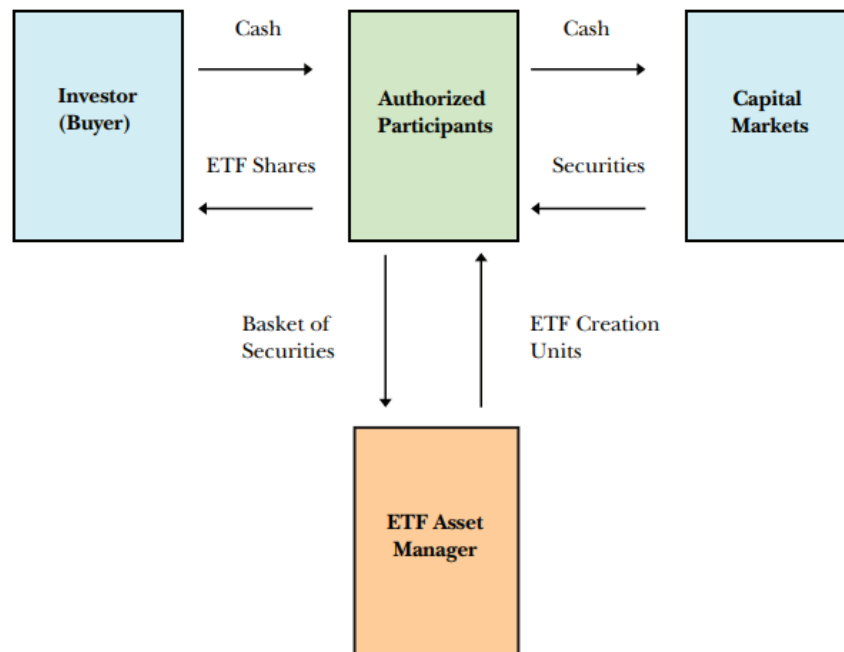 Cash
Cash
Investor
(Buyer)
Authorized
Participants
Capital
Markets
ETF Shares
Securities
Basket of
Securities
ETF Creation
Units
ETF Asset
Manager